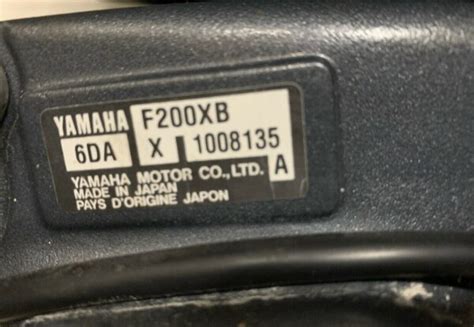 YAMAHA F200XB
6DA X 1008135
A
YAMAHA MOTOR CO.,LTD.
MADE IN JAPAN
PAYS D'ORIGINE JAPON